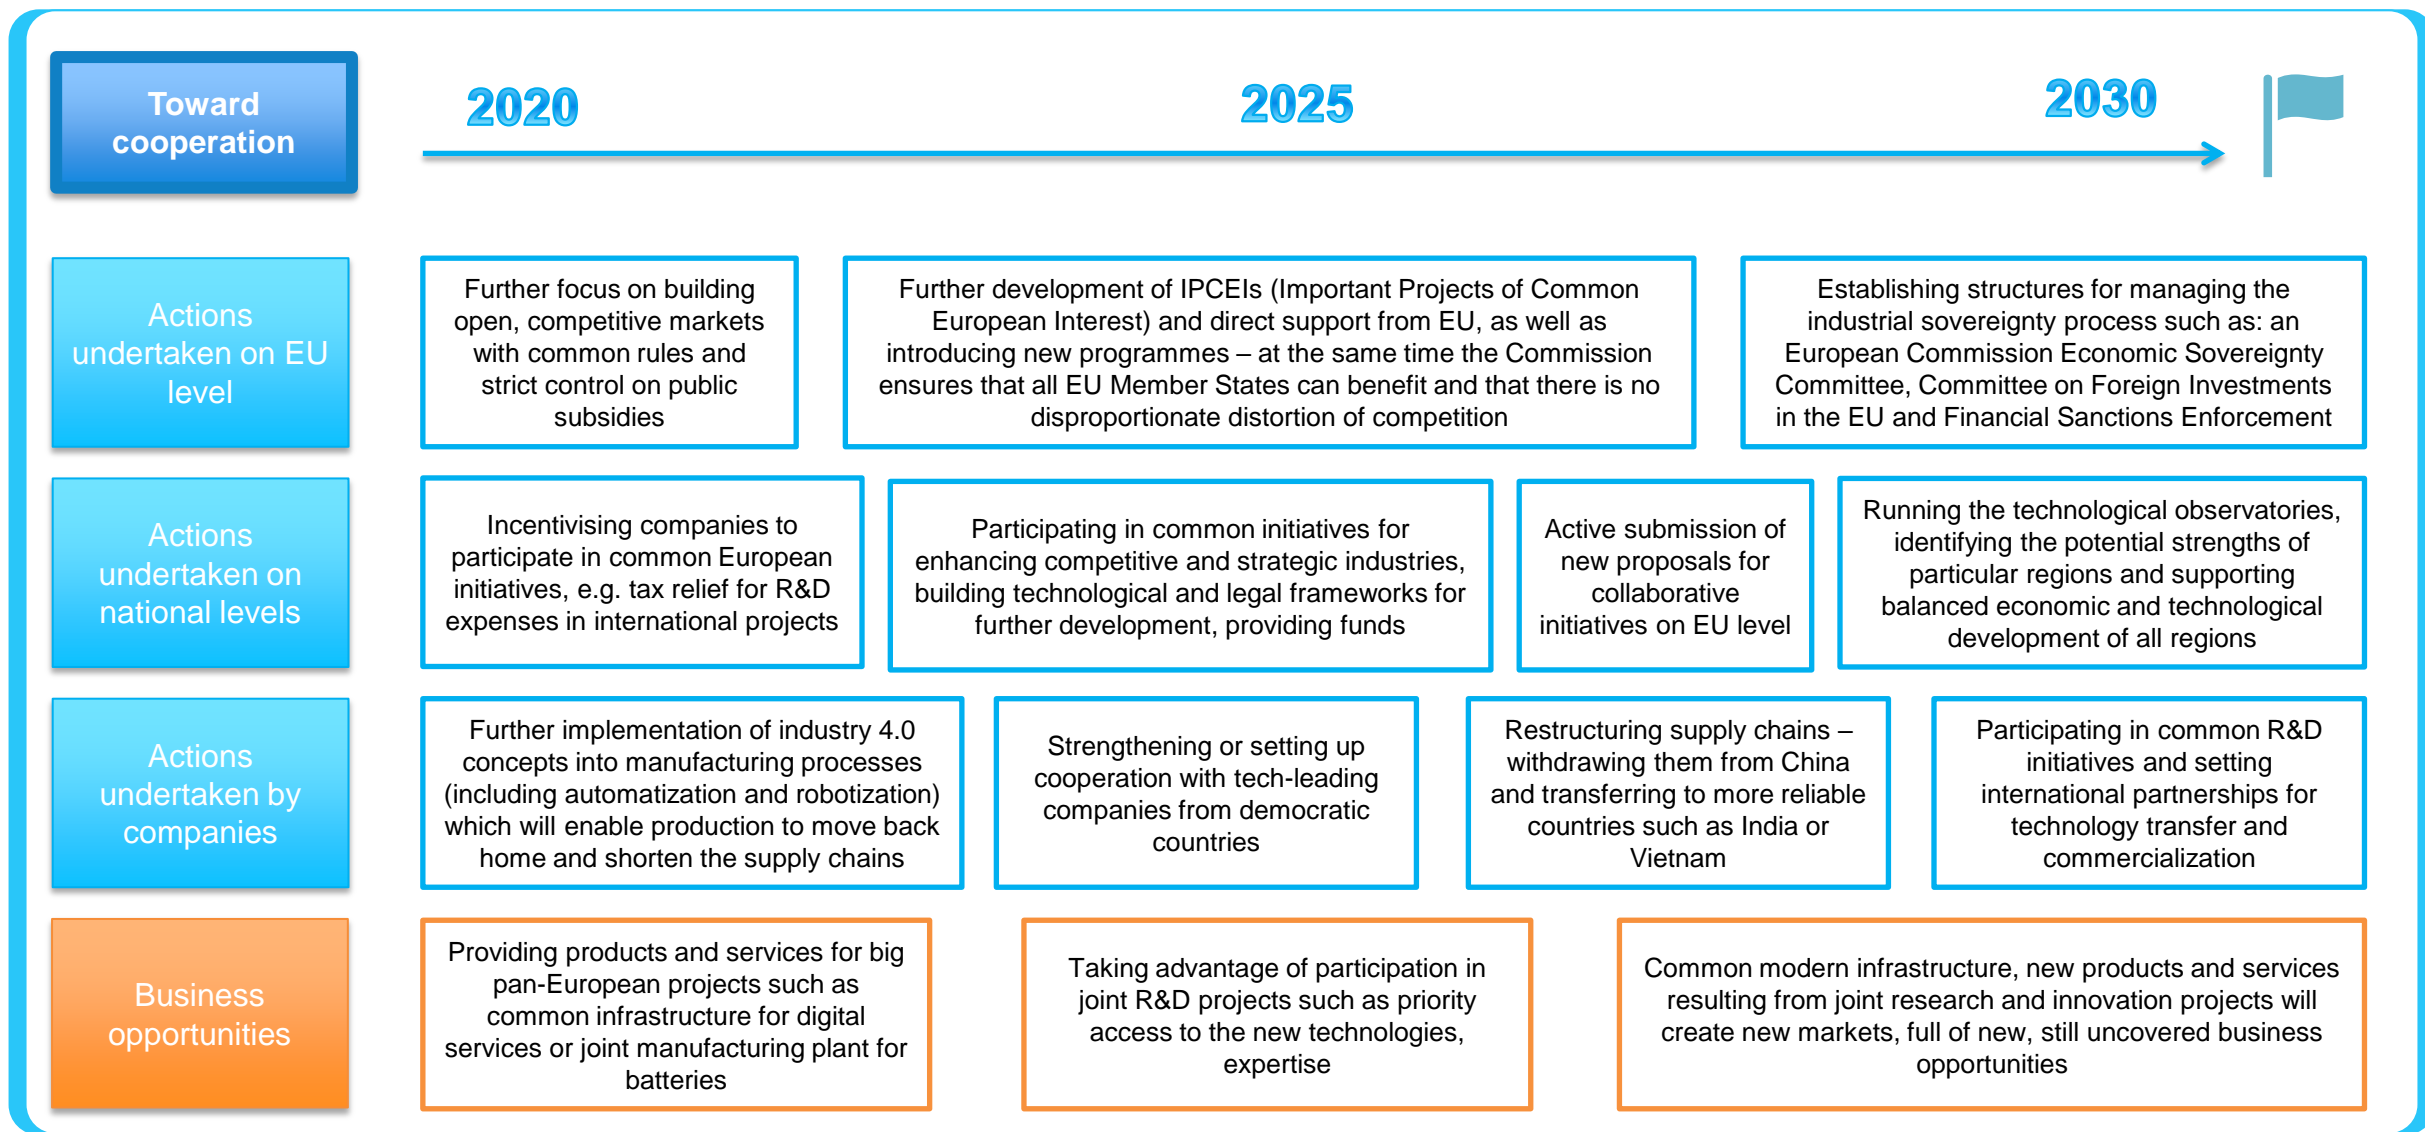 Toward
cooperation
2020
2025
2030
Actions
undertaken on EU
level
Further focus on building
open, competitive markets
with common rules and
strict control on public
subsidies
Further development of IPCEIs (Important Projects of Common
European Interest) and direct support from EU, as well as
introducing new programmes – at the same time the Commission
ensures that all EU Member States can benefit and that there is no
disproportionate distortion of competition
Establishing structures for managing the
industrial sovereignty process such as: an
European Commission Economic Sovereignty
Committee, Committee on Foreign Investments
in the EU and Financial Sanctions Enforcement
Actions
undertaken on
national levels
Incentivising companies to
participate in common European
initiatives, e.g. tax relief for R&D
expenses in international projects
Participating in common initiatives for
enhancing competitive and strategic industries,
building technological and legal frameworks for
further development, providing funds
Active submission of
new proposals for
collaborative
initiatives on EU level
Running the technological observatories,
identifying the potential strengths of
particular regions and supporting
balanced economic and technological
development of all regions
Actions
undertaken by
companies
Further implementation of industry 4.0
concepts into manufacturing processes
(including automatization and robotization)
which will enable production to move back
home and shorten the supply chains
Strengthening or setting up
cooperation with tech-leading
companies from democratic
countries
Restructuring supply chains –
withdrawing them from China
and transferring to more reliable
countries such as India or
Vietnam
Participating in common R&D
initiatives and setting
international partnerships for
technology transfer and
commercialization
Business
opportunities
Providing products and services for big
pan-European projects such as
common infrastructure for digital
services or joint manufacturing plant for
batteries
Taking advantage of participation in
joint R&D projects such as priority
access to the new technologies,
expertise
Common modern infrastructure, new products and services
resulting from joint research and innovation projects will
create new markets, full of new, still uncovered business
opportunities